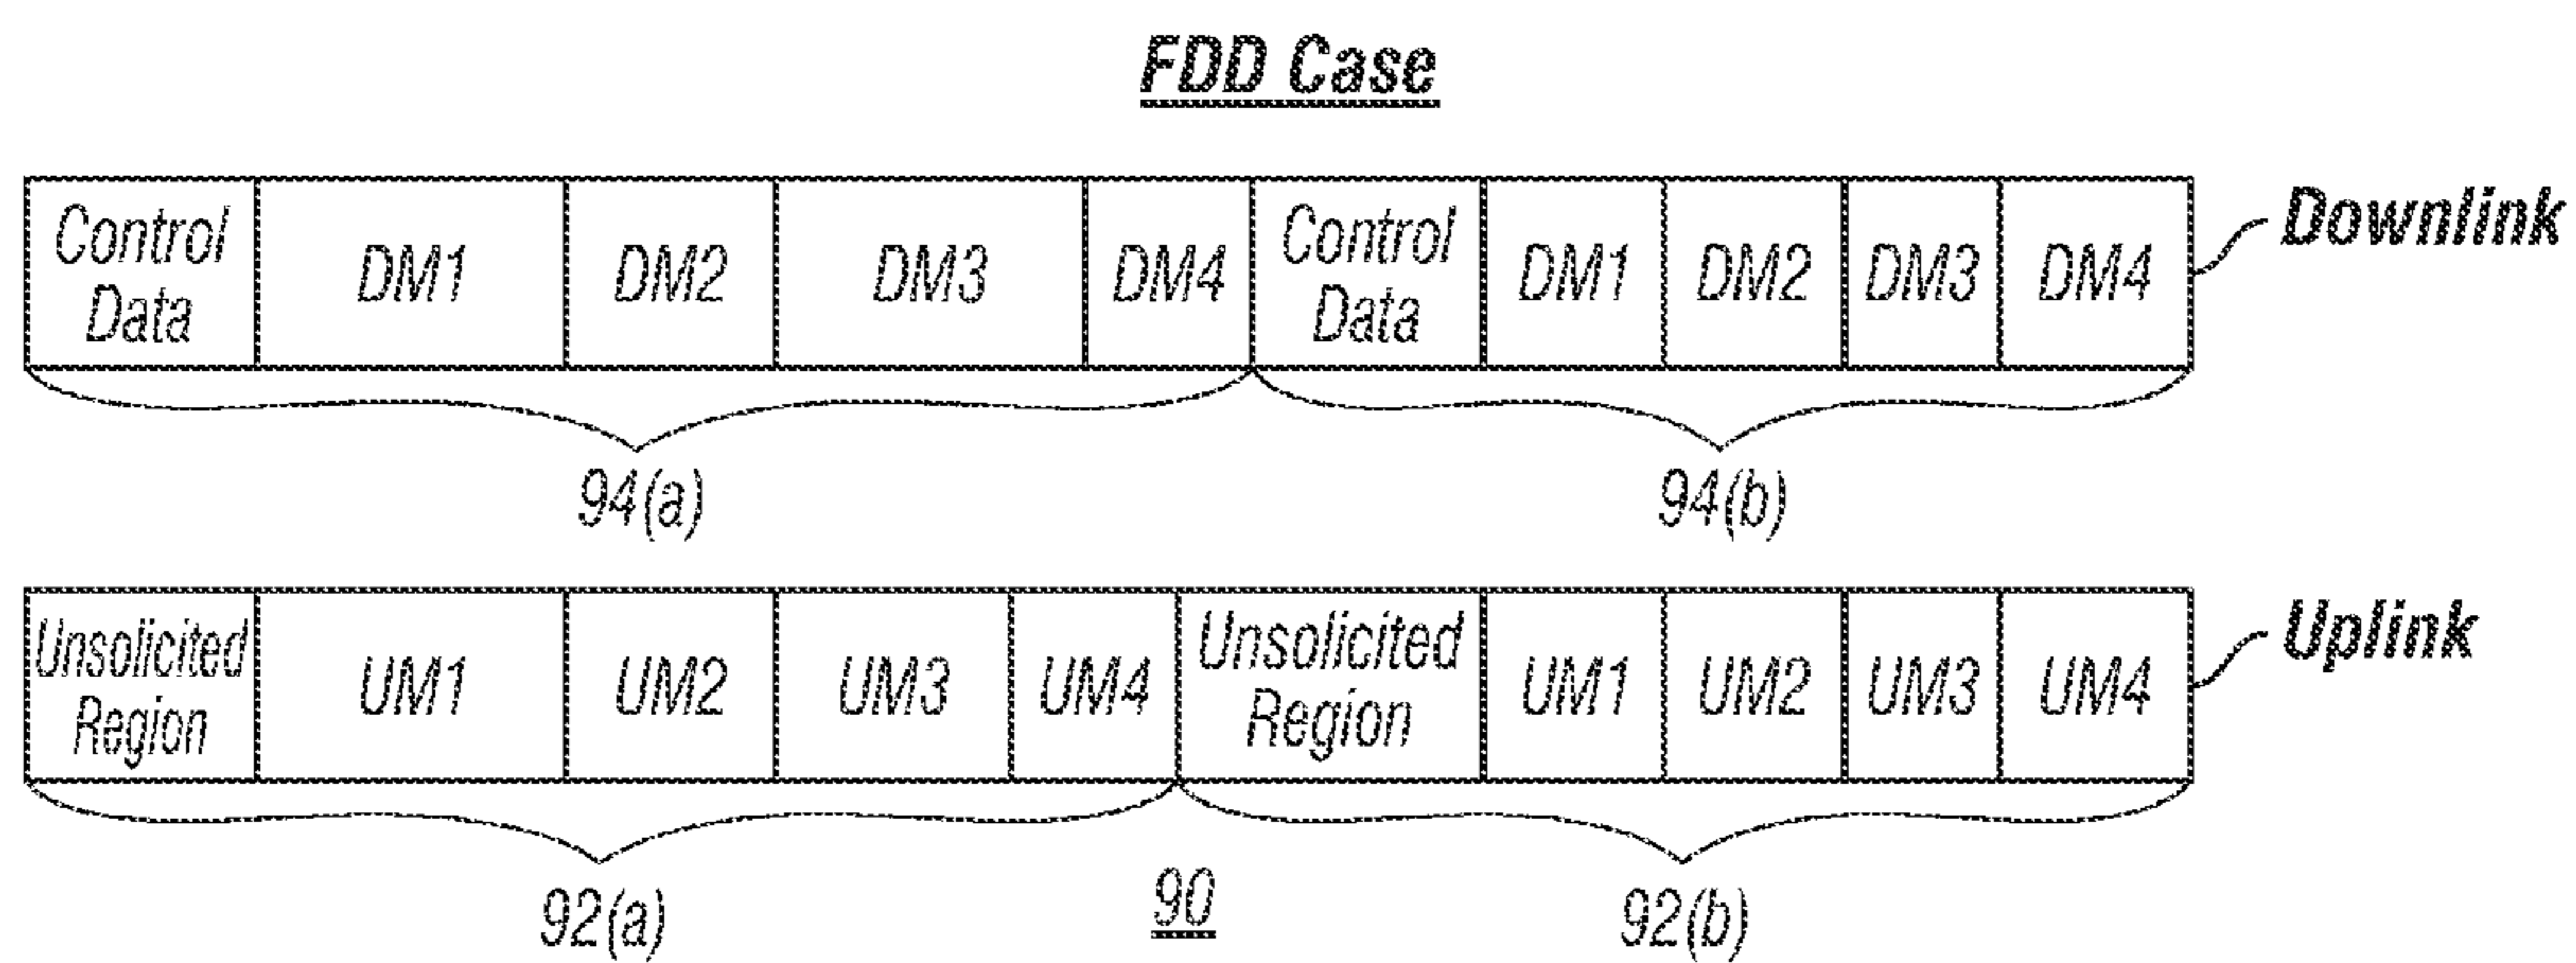 FDD Case
Control Data DM1 DM2 DM3 DM4 Control Data DM1 DM2 DM3 DM4 Downlink
94(a) 94(b)
Unsolicited Region UM1 UM2 UM3 UM4 Unsolicited Region UM1 UM2 UM3 UM4 Uplink
92(a) 90 92(b)